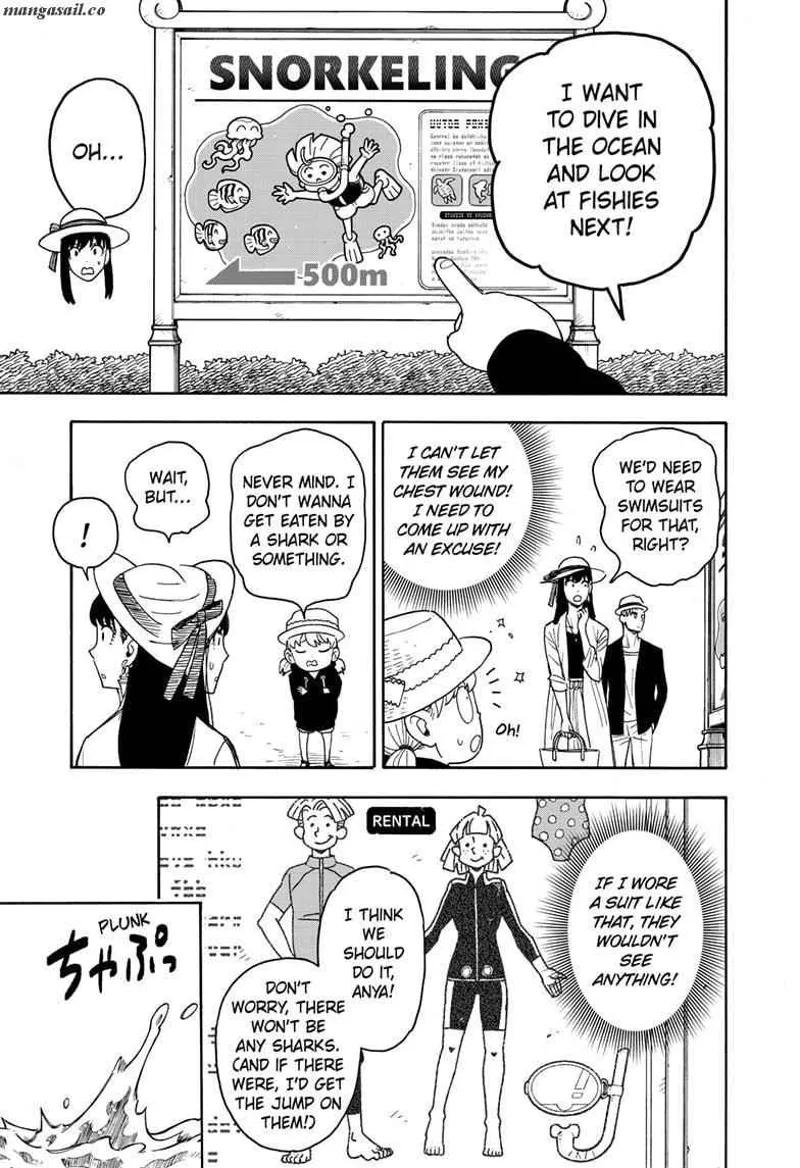 mangasail.co
I WANT
TO DIVE IN
THE OCEAN
AND LOOK
AT FISHIES
NEXT!
SNORKELING
500m
OH...
WE'D NEED
TO WEAR
SWIMSUITS
FOR THAT,
RIGHT?
I CAN'T LET
THEM SEE MY
CHEST WOUND!
I NEED TO
COME UP WITH
AN EXCUSE!
Oh!
NEVER MIND. I
DON'T WANNA
GET EATEN BY
A SHARK OR
SOMETHING.
WAIT,
BUT...
!
RENTAL
IF I WORE
A SUIT LIKE
THAT, THEY
WOULDN'T
SEE
ANYTHING!
I THINK
WE
SHOULD
DO IT,
ANYA!
DON'T
WORRY, THERE
WON'T BE
ANY SHARKS.
(AND IF THERE
WERE, I'D GET
THE JUMP ON
THEM!)
PLUNK
ちゃぷっ